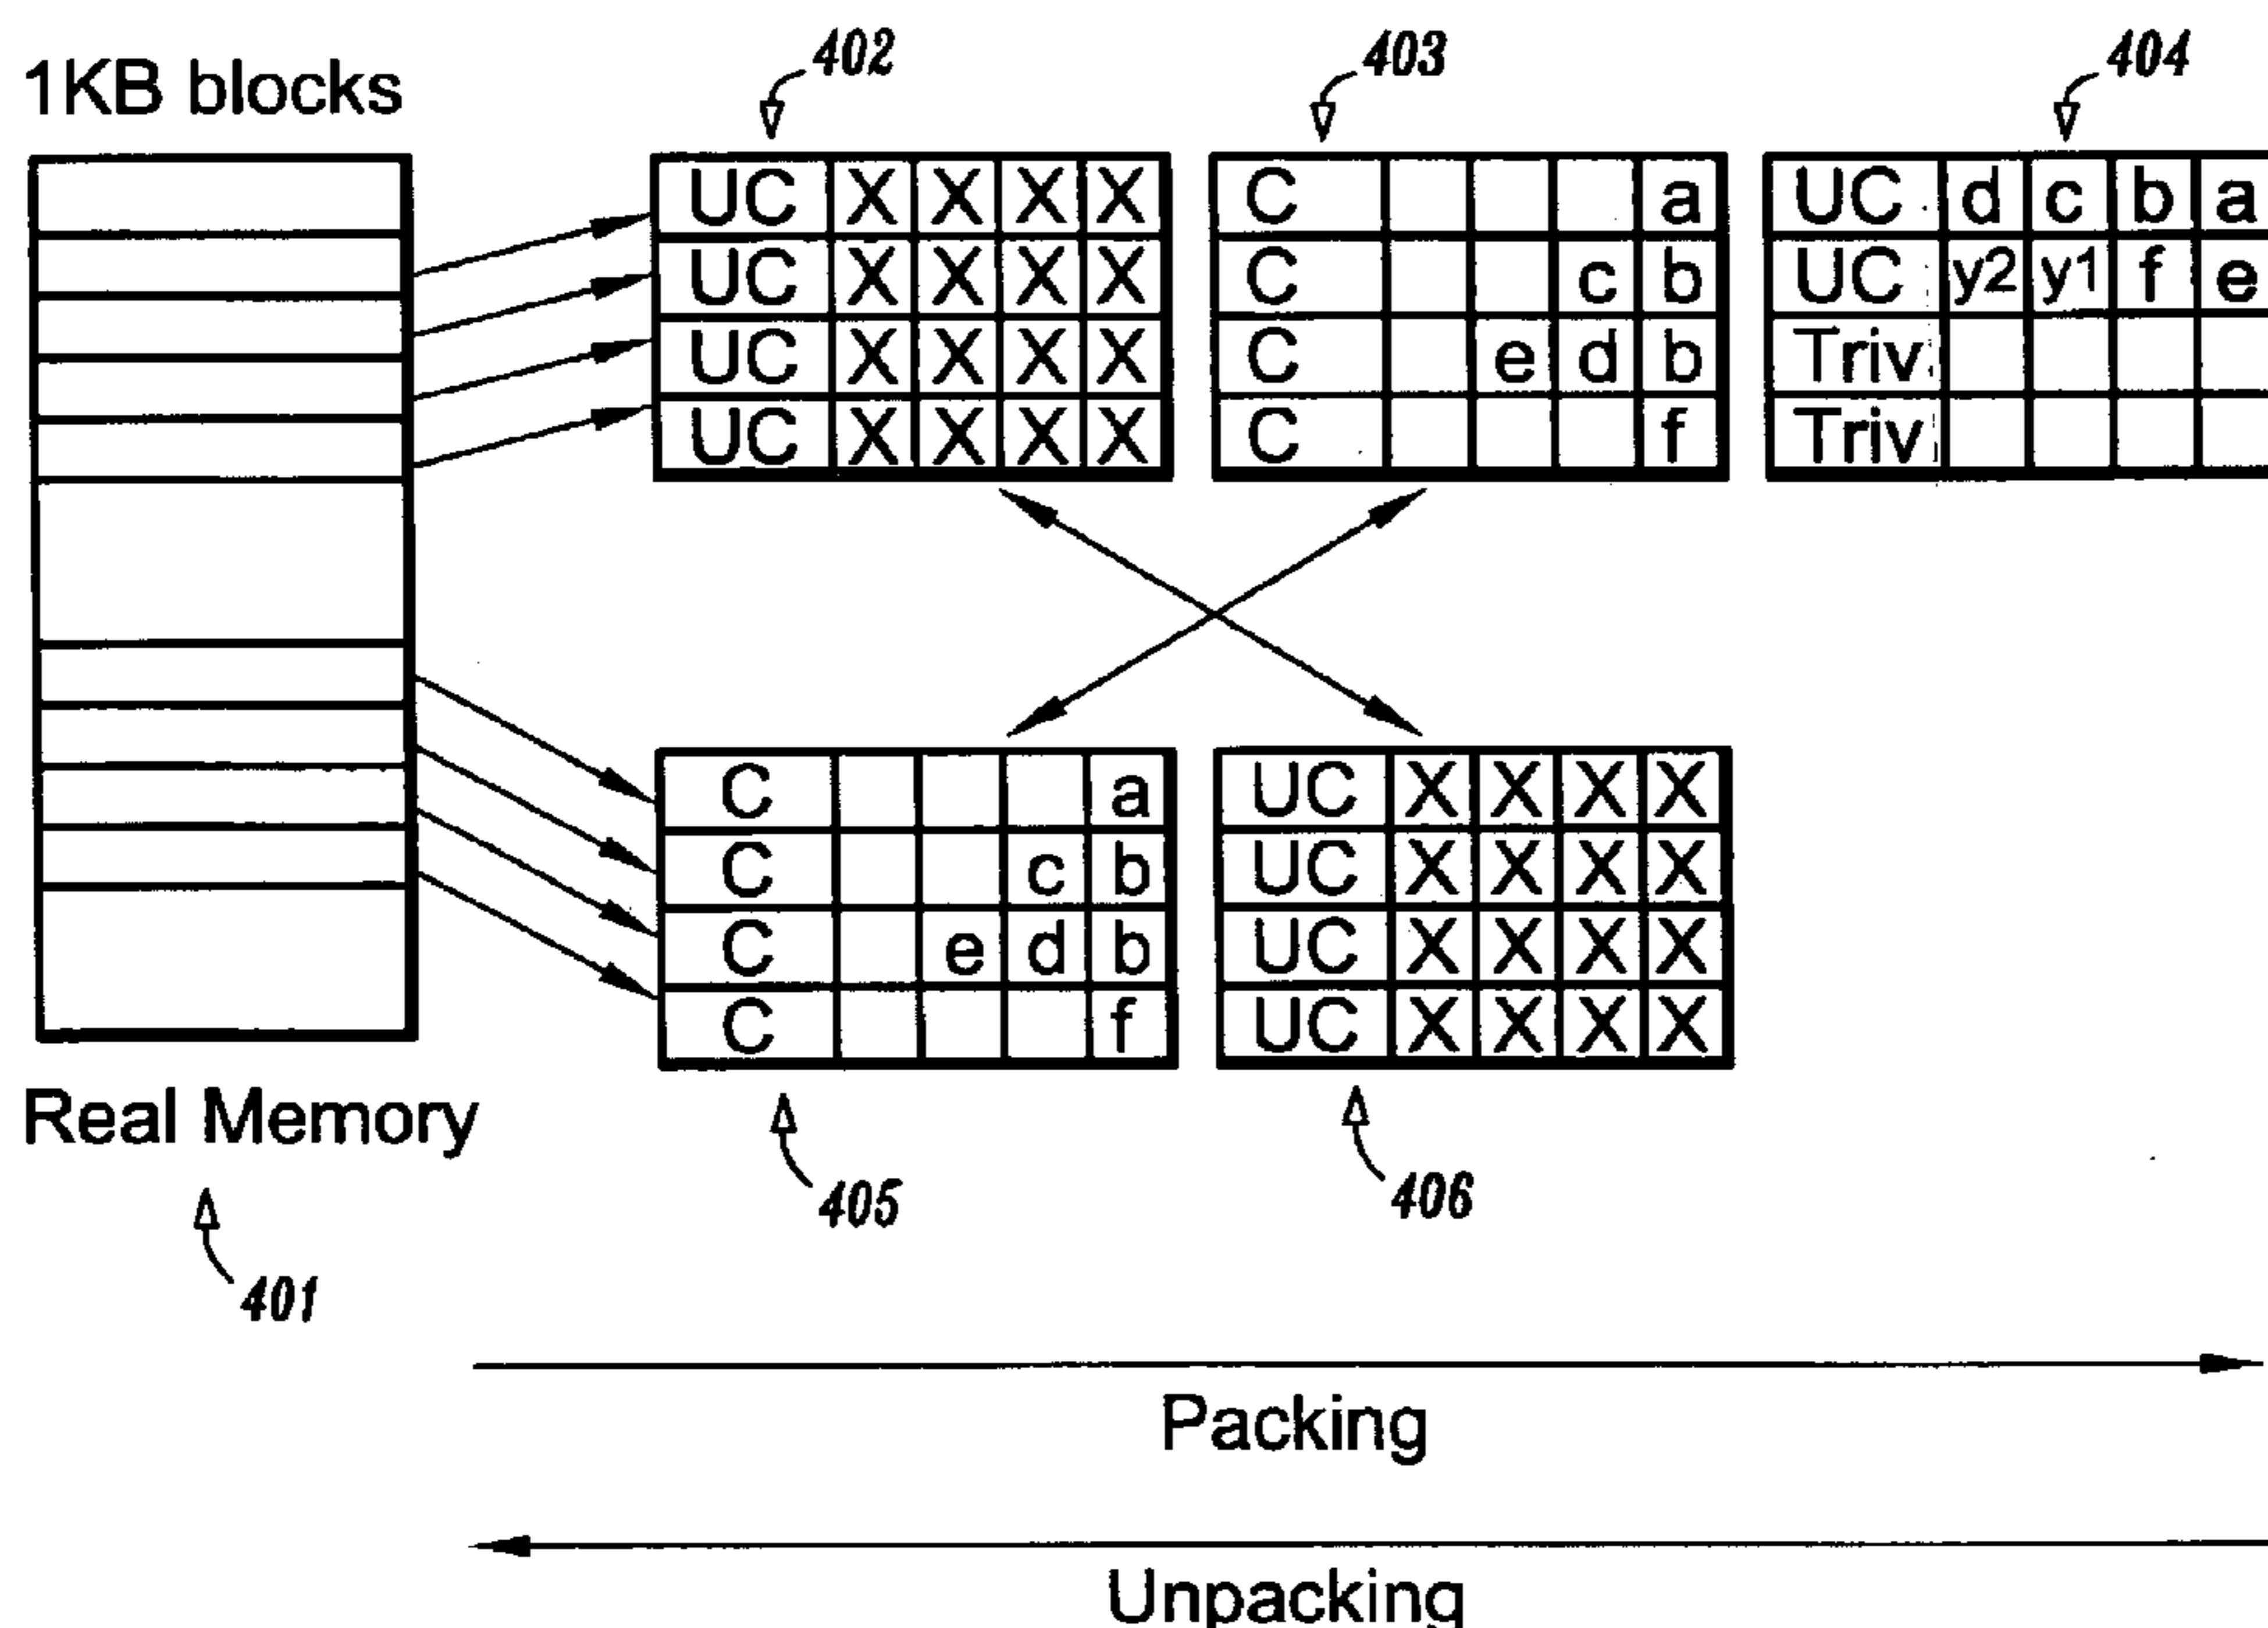 402 403 404
1KB blocks
UC X X X X C a UC d c b a
UC X X X X C c b UC y2 y1 f e
UC X X X X C e d b Triv
UC X X X X C f Triv
C a UC X X X X
C c b UC X X X X
C e d b UC X X X X
C f UC X X X X
Real Memory
405 406
401
Packing
Unpacking